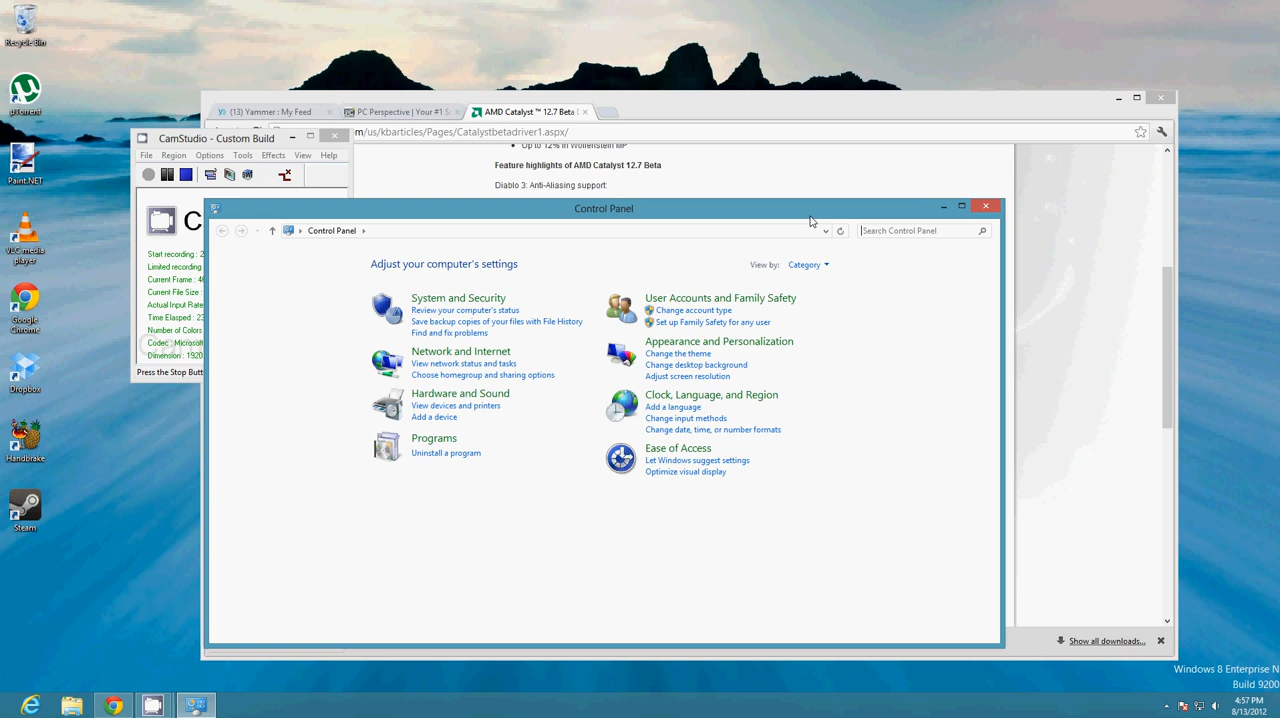 Recycle Bin
µTorrent
Paint.NET
VLC media
player
Google
Chrome
Dropbox
Handbrake
Steam
(13) Yammer : My Feed
PC Perspective | Your #1 S
AMD Catalyst ™ 12.7 Beta
m/us/kbarticles/Pages/Catalystbetadriver1.aspx/
Up to 12% in Wolfenstein MP
Feature highlights of AMD Catalyst 12.7 Beta
Diablo 3: Anti-Aliasing support:
CamStudio - Custom Build
File Region Options Tools Effects View Help
C
Start recording : 2
Limited recording
Current Frame : 46
Current File Size :
Actual Input Rate
Time Elasped : 23
Number of Colors
Codec : Microsoft
Dimension : 1920
Press the Stop Butt
Control Panel
Control Panel
Search Control Panel
Adjust your computer's settings
View by: Category
System and Security
Review your computer's status
Save backup copies of your files with File History
Find and fix problems
Network and Internet
View network status and tasks
Choose homegroup and sharing options
Hardware and Sound
View devices and printers
Add a device
Programs
Uninstall a program
User Accounts and Family Safety
Change account type
Set up Family Safety for any user
Appearance and Personalization
Change the theme
Change desktop background
Adjust screen resolution
Clock, Language, and Region
Add a language
Change input methods
Change date, time, or number formats
Ease of Access
Let Windows suggest settings
Optimize visual display
Show all downloads...
Windows 8 Enterprise N
Build 9200
4:57 PM
8/13/2012